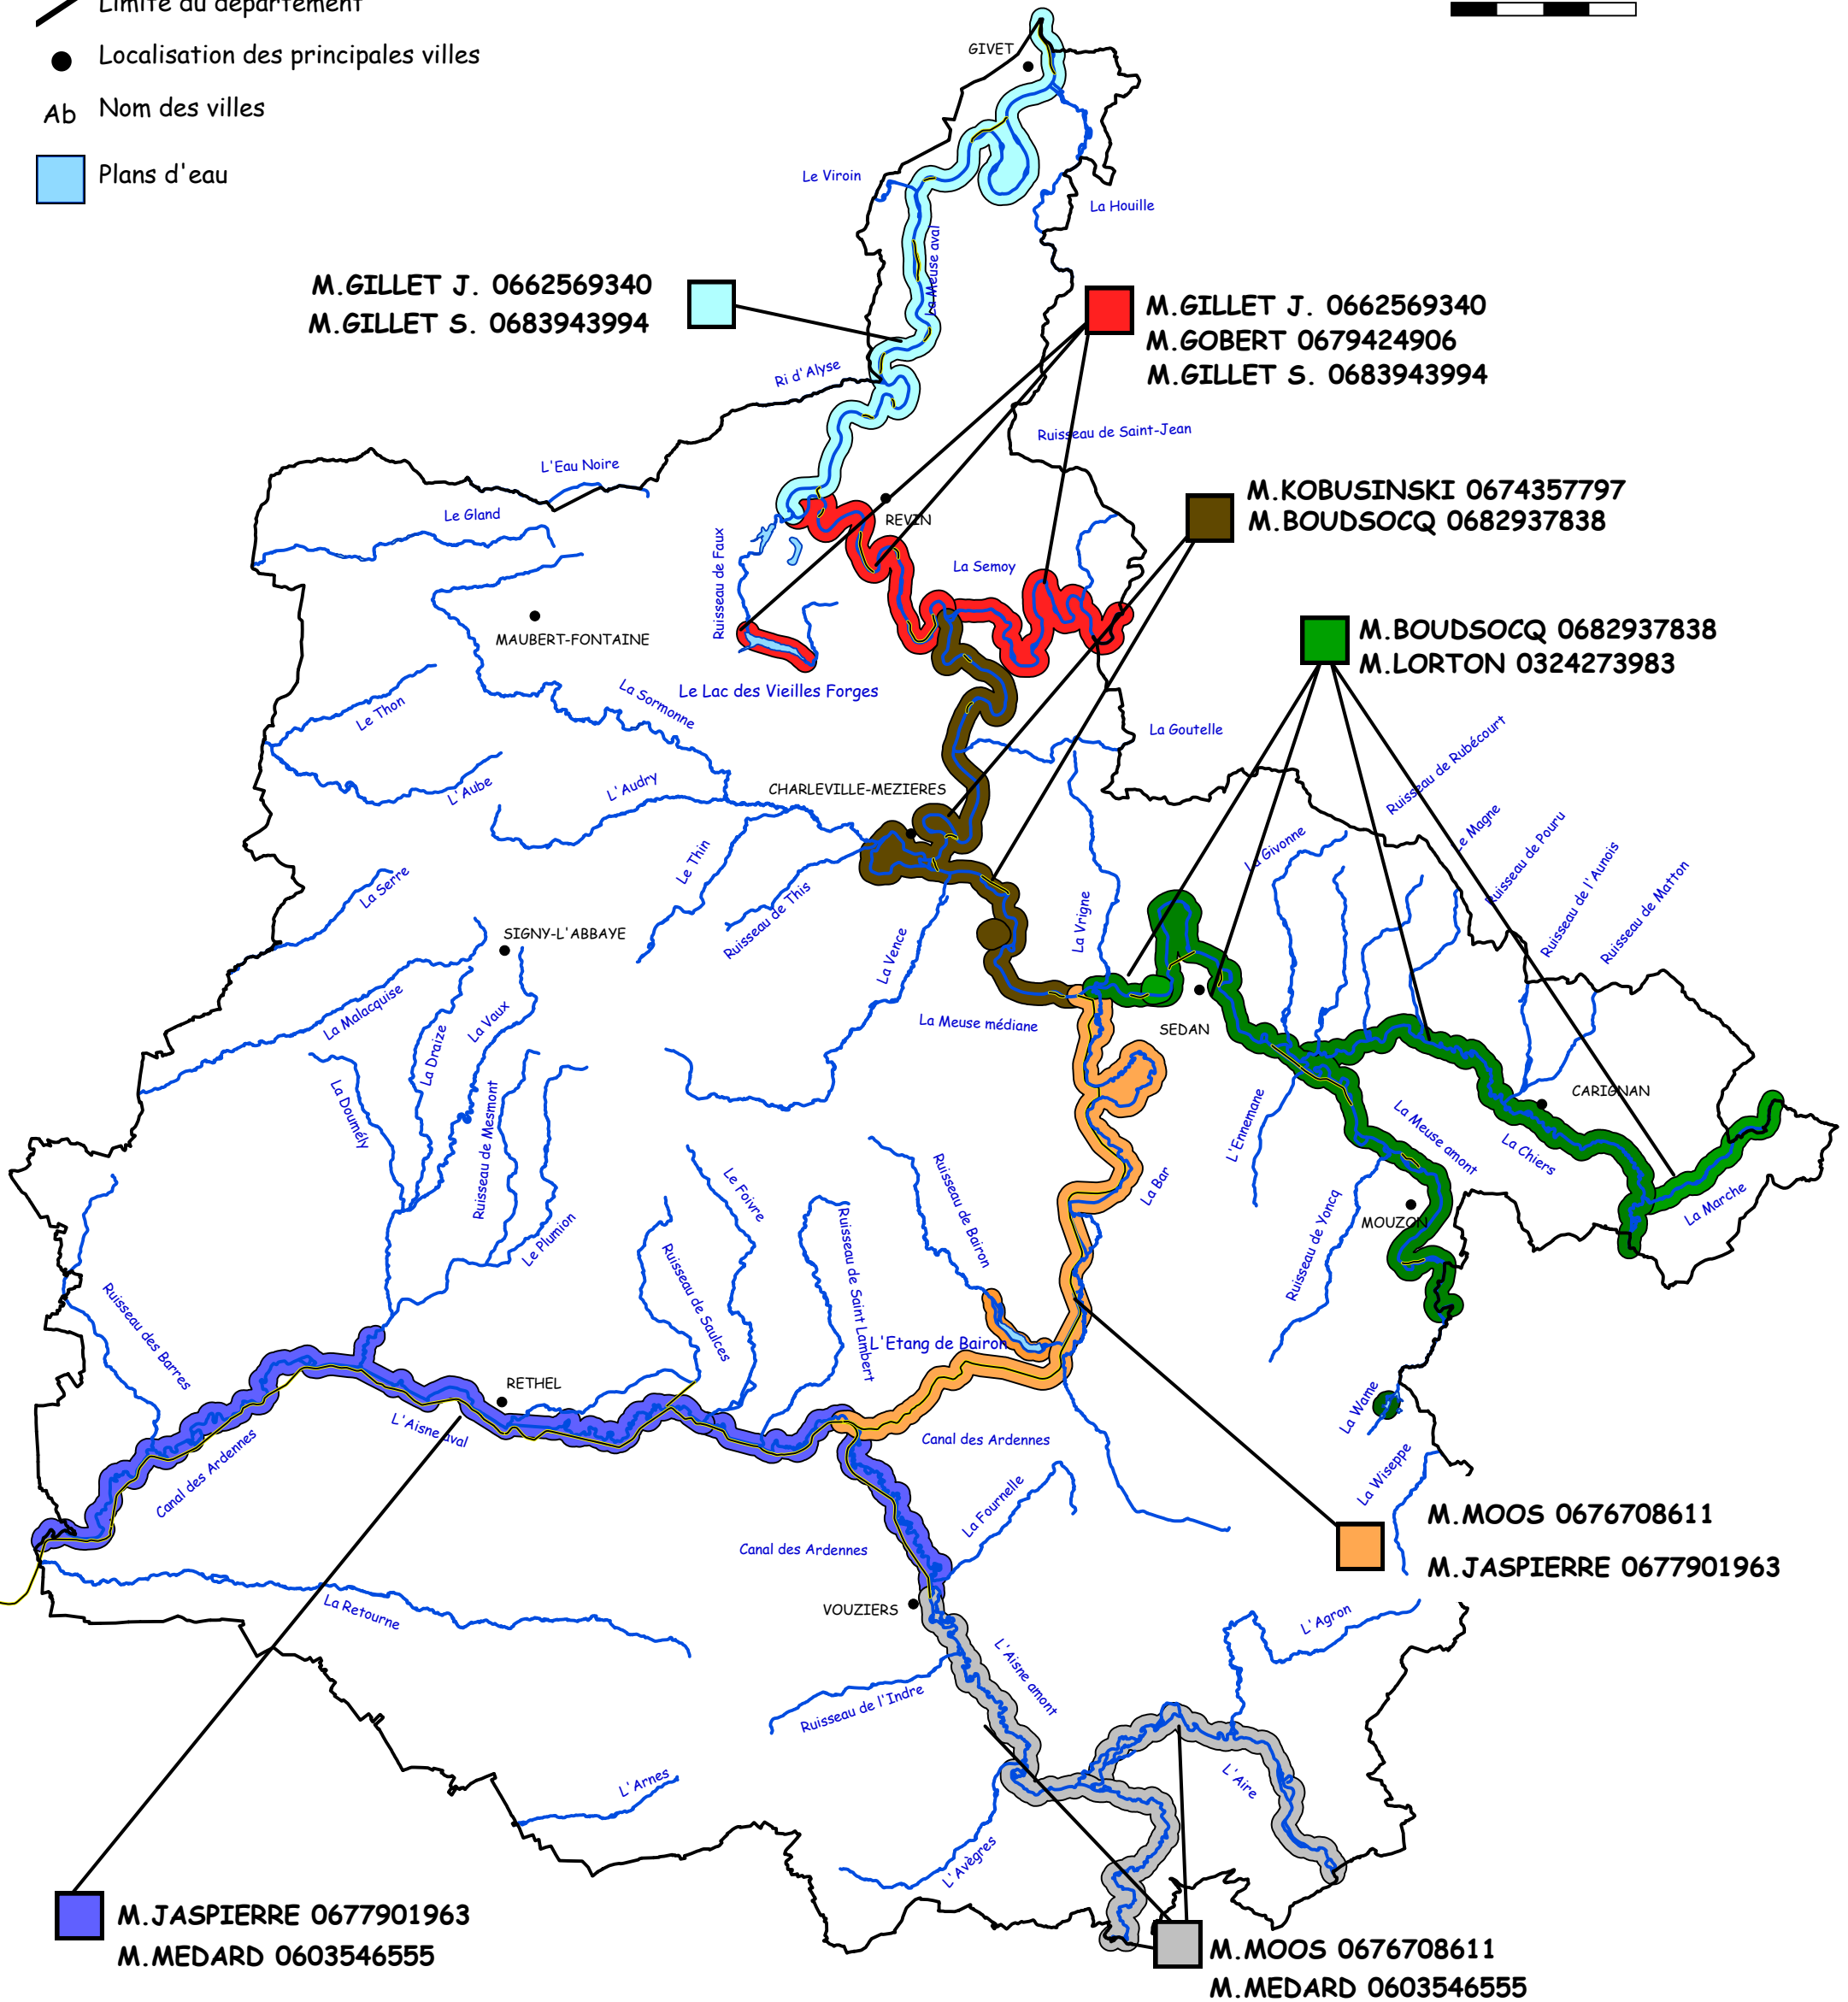 Limite du département
Localisation des principales villes
Ab Nom des villes
Plans d'eau
GIVET
Le Viroin
La Houille
La Meuse aval
M.GILLET J. 0662569340
M.GILLET S. 0683943994
M.GILLET J. 0662569340
M.GOBERT 0679424906
M.GILLET S. 0683943994
Ri d'Alyse
Ruisseau de Saint-Jean
L'Eau Noire
Le Gland
REVIN
M.KOBUSINSKI 0674357797
M.BOUDSOCQ 0682937838
Ruisseau de Faux
La Semoy
MAUBERT-FONTAINE
M.BOUDSOCQ 0682937838
M.LORTON 0324273983
Le Lac des Vieilles Forges
Le Thon
La Sormonne
La Goutelle
Ruisseau de Rubécourt
L'Aube
L'Audry
CHARLEVILLE-MEZIERES
Le Magne
La Givonne
Ruisseau de Pouru
Ruisseau de l'Aunois
Ruisseau de Matton
La Serre
Le Thin
Ruisseau de This
SIGNY-L'ABBAYE
La Vence
La Vrigne
La Malacquise
La Draize
La Vaux
La Meuse médiane
SEDAN
La Doumély
Ruisseau de Mesmont
CARIGNAN
L'Ennemane
La Meuse amont
La Chiers
Le Plumion
Le Foivre
Ruisseau de Bairon
La Bar
Ruisseau de Yoncq
MOUZON
La Marche
Ruisseau des Barres
Ruisseau de Saulces
Ruisseau de Saint Lambert
L'Etang de Bairon
RETHEL
L'Aisne aval
Canal des Ardennes
Canal des Ardennes
La Wame
La Wiseppe
La Fournelle
Canal des Ardennes
M.MOOS 0676708611
M.JASPIERRE 0677901963
La Retourne
VOUZIERS
L'Agron
L'Aisne amont
Ruisseau de l'Indre
L'Arnes
L'Aire
L'Avègres
M.JASPIERRE 0677901963
M.MEDARD 0603546555
M.MOOS 0676708611
M.MEDARD 0603546555